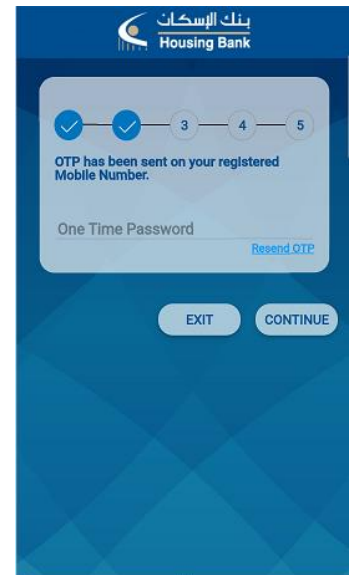 بنك الإسكان
Housing Bank
3 4 5
OTP has been sent on your registered
Mobile Number.
One Time Password
Resend OTP
EXIT CONTINUE